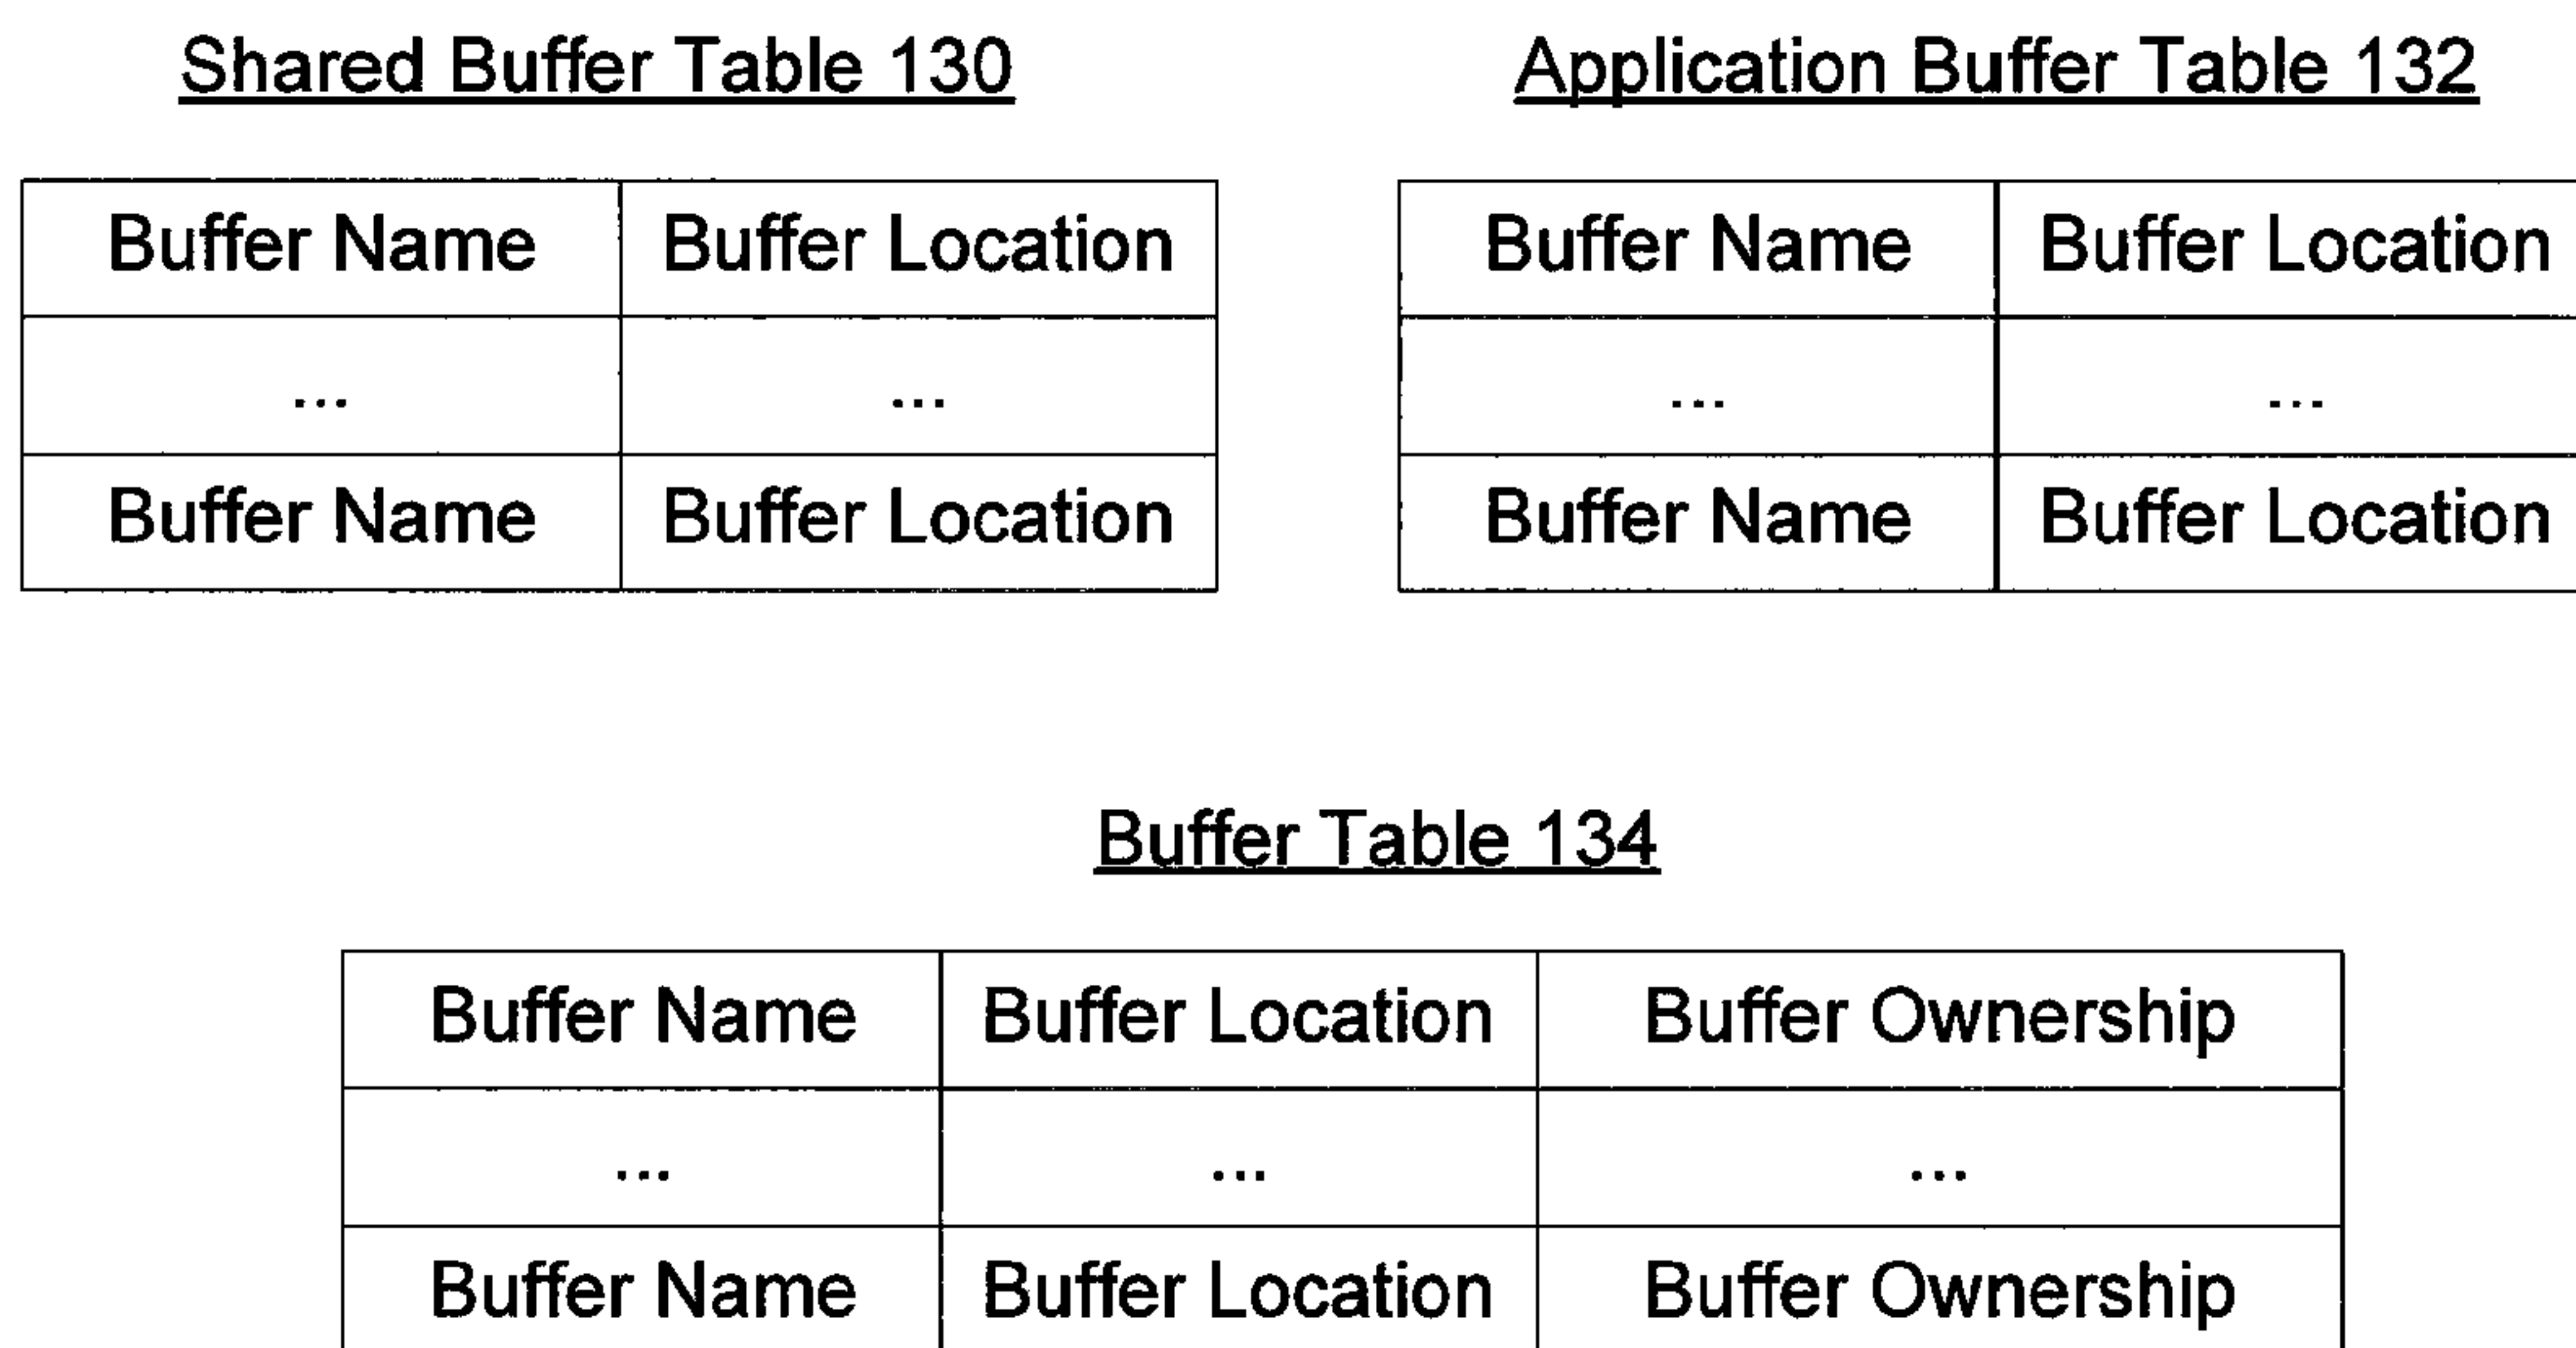 Shared Buffer Table 130
Application Buffer Table 132
Buffer Name Buffer Location
... ...
Buffer Name Buffer Location
Buffer Name Buffer Location
... ...
Buffer Name Buffer Location
Buffer Table 134
Buffer Name Buffer Location Buffer Ownership
... ... ...
Buffer Name Buffer Location Buffer Ownership